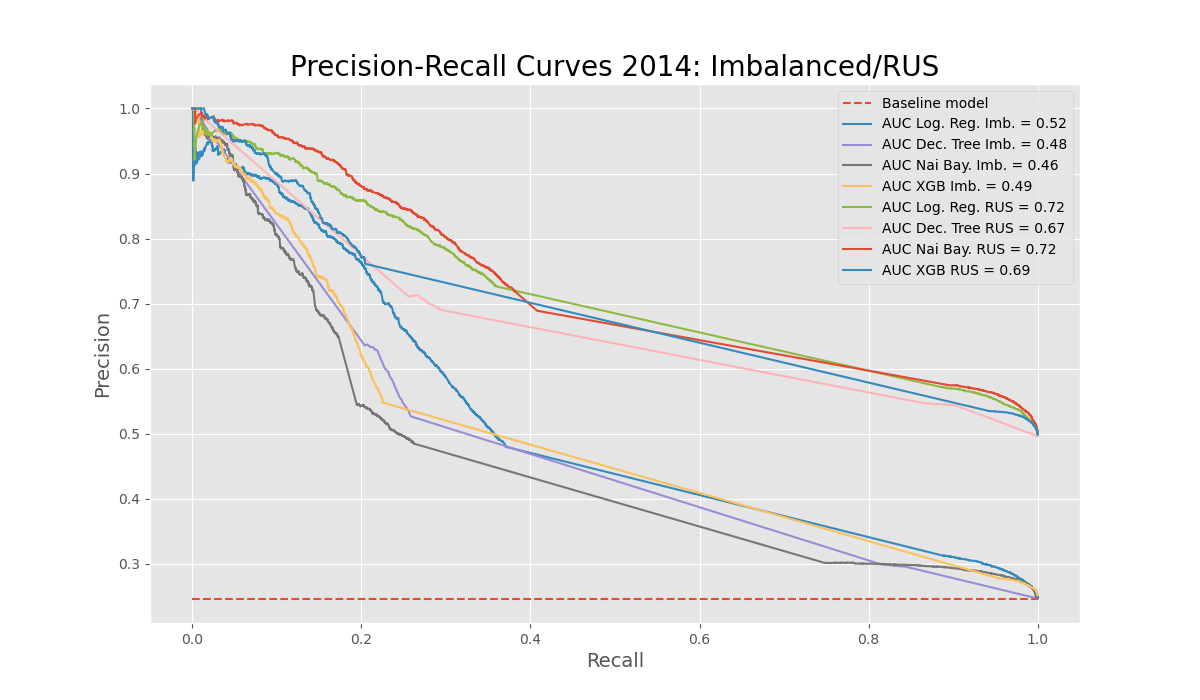 Precision-Recall Curves 2014: Imbalanced/RUS
Baseline model
AUC Log. Reg. Imb. = 0.52
AUC Dec. Tree Imb. = 0.48
AUC Nai Bay. Imb. = 0.46
AUC XGB Imb. = 0.49
AUC Log. Reg. RUS = 0.72
AUC Dec. Tree RUS = 0.67
AUC Nai Bay. RUS = 0.72
AUC XGB RUS = 0.69
Precision
1.0
0.9
0.8
0.7
0.6
0.5
0.4
0.3
0.0 0.2 0.4 0.6 0.8 1.0
Recall